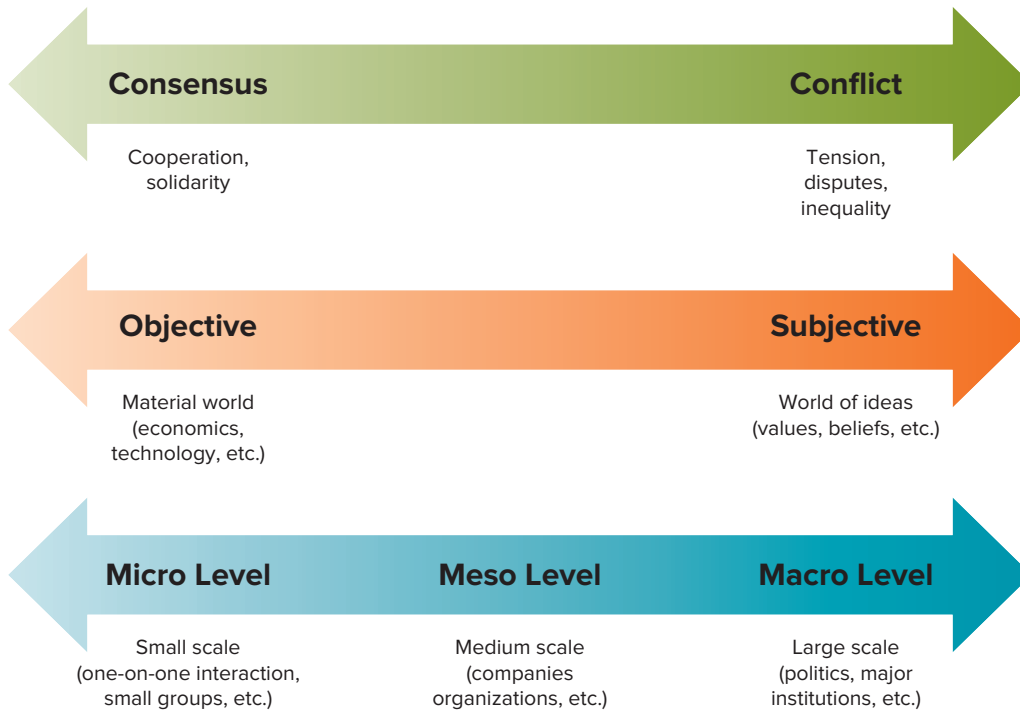 Consensus
Conflict
Cooperation,
solidarity
Tension,
disputes,
inequality
Objective
Subjective
Material world
(economics,
technology, etc.)
World of ideas
(values, beliefs, etc.)
Micro Level
Meso Level
Macro Level
Small scale
(one-on-one interaction,
small groups, etc.)
Medium scale
(companies
organizations, etc.)
Large scale
(politics, major
institutions, etc.)